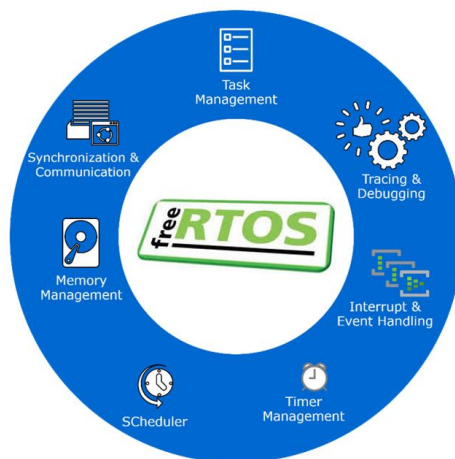 Task
Management
Tracing &
Debugging
Interrupt &
Event Handling
Timer
Management
SCheduler
Memory
Management
Synchronization &
Communication
free RTOS